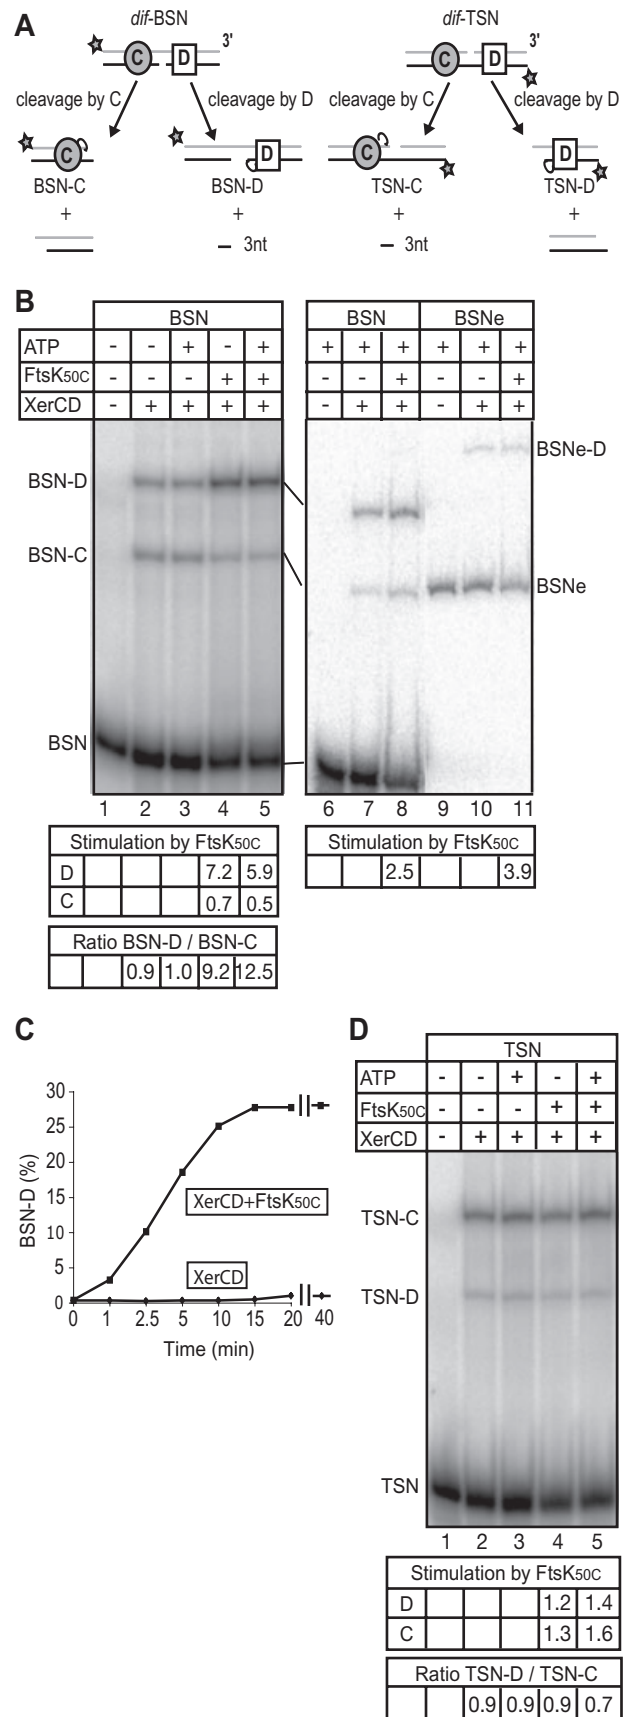 A
dif-BSN
dif-TSN
3'
3'
C
D
C
D
cleavage by C
cleavage by D
cleavage by C
cleavage by D
C
D
C
D
BSN-C
BSN-D
TSN-C
TSN-D
+
+
+
+
3nt
3nt
B
BSN
BSN
BSNe
ATP - - + - + + + + + + +
FtsK50C - - - + + - - + - - +
XerCD - + + + + - + + - + +
BSN-D
BSNe-D
BSN-C
BSNe
BSN
1 2 3 4 5 6 7 8 9 10 11
Stimulation by FtsK50C
Stimulation by FtsK50C
D 7.2 5.9
2.5 3.9
C 0.7 0.5
Ratio BSN-D / BSN-C
0.9 1.0 9.2 12.5
C
BSN-D (%)
30
25
20
15
10
5
0
XerCD+FtsK50C
XerCD
0 1 2.5 5 10 15 20 40
Time (min)
D
TSN
ATP - - + - +
FtsK50C - - - + +
XerCD - + + + +
TSN-C
TSN-D
TSN
1 2 3 4 5
Stimulation by FtsK50C
D 1.2 1.4
C 1.3 1.6
Ratio TSN-D / TSN-C
0.9 0.9 0.9 0.7